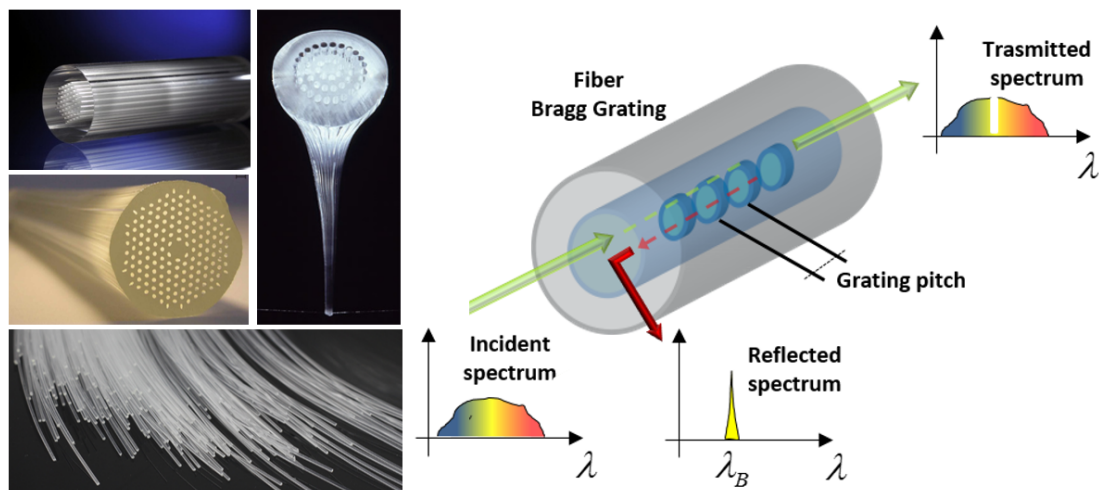 Fiber
Bragg Grating
Trasmitted
spectrum
λ
Grating pitch
Incident
spectrum
λ
Reflected
spectrum
λB
λ